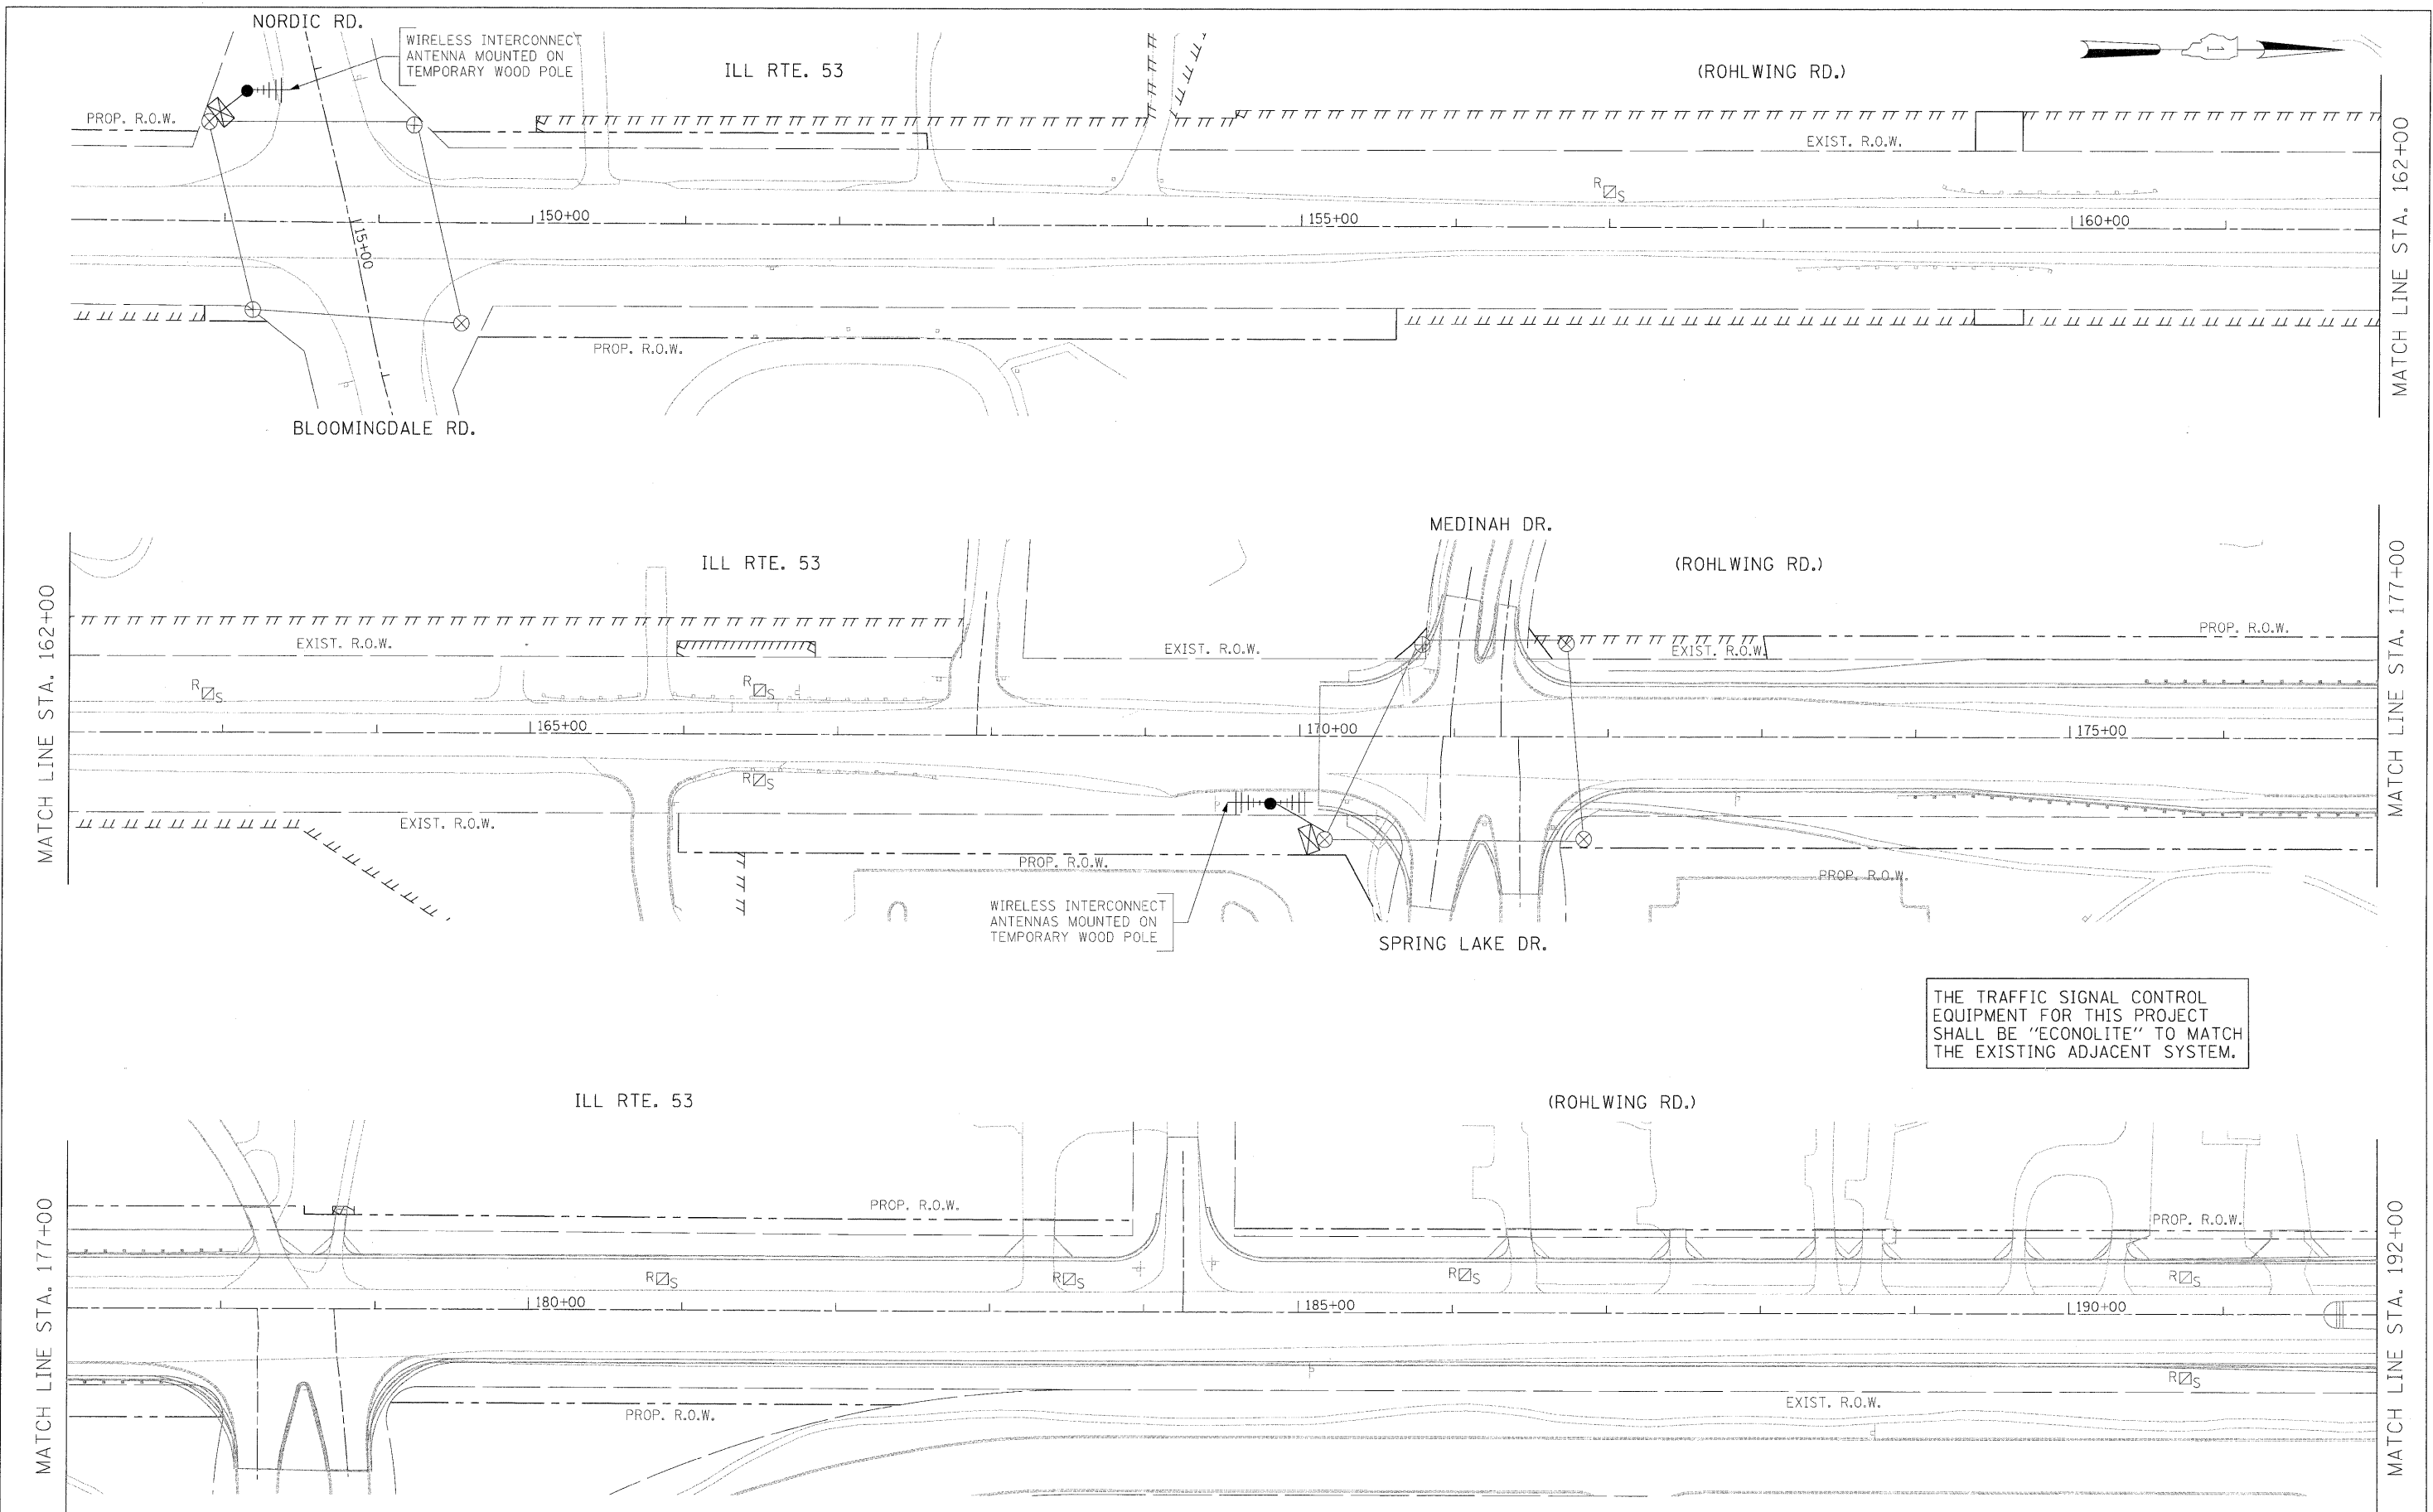 NORDIC RD.
WIRELESS INTERCONNECT
ANTENNA MOUNTED ON
TEMPORARY WOOD POLE
ILL RTE. 53
(ROHLWING RD.)
PROP. R.O.W.
EXIST. R.O.W.
R S
150+00
155+00
160+00
15+00
PROP. R.O.W.
BLOOMINGDALE RD.
MATCH LINE STA. 162+00
MATCH LINE STA. 162+00
ILL RTE. 53
MEDINAH DR.
(ROHLWING RD.)
EXIST. R.O.W.
EXIST. R.O.W.
EXIST. R.O.W.
PROP. R.O.W.
R S
R S
165+00
170+00
175+00
R S
EXIST. R.O.W.
PROP. R.O.W.
PROP. R.O.W.
WIRELESS INTERCONNECT
ANTENNAS MOUNTED ON
TEMPORARY WOOD POLE
SPRING LAKE DR.
MATCH LINE STA. 177+00
THE TRAFFIC SIGNAL CONTROL
EQUIPMENT FOR THIS PROJECT
SHALL BE "ECONOLITE" TO MATCH
THE EXISTING ADJACENT SYSTEM.
MATCH LINE STA. 177+00
ILL RTE. 53
(ROHLWING RD.)
PROP. R.O.W.
PROP. R.O.W.
R S
R S
R S
R S
180+00
185+00
190+00
R S
PROP. R.O.W.
EXIST. R.O.W.
MATCH LINE STA. 192+00